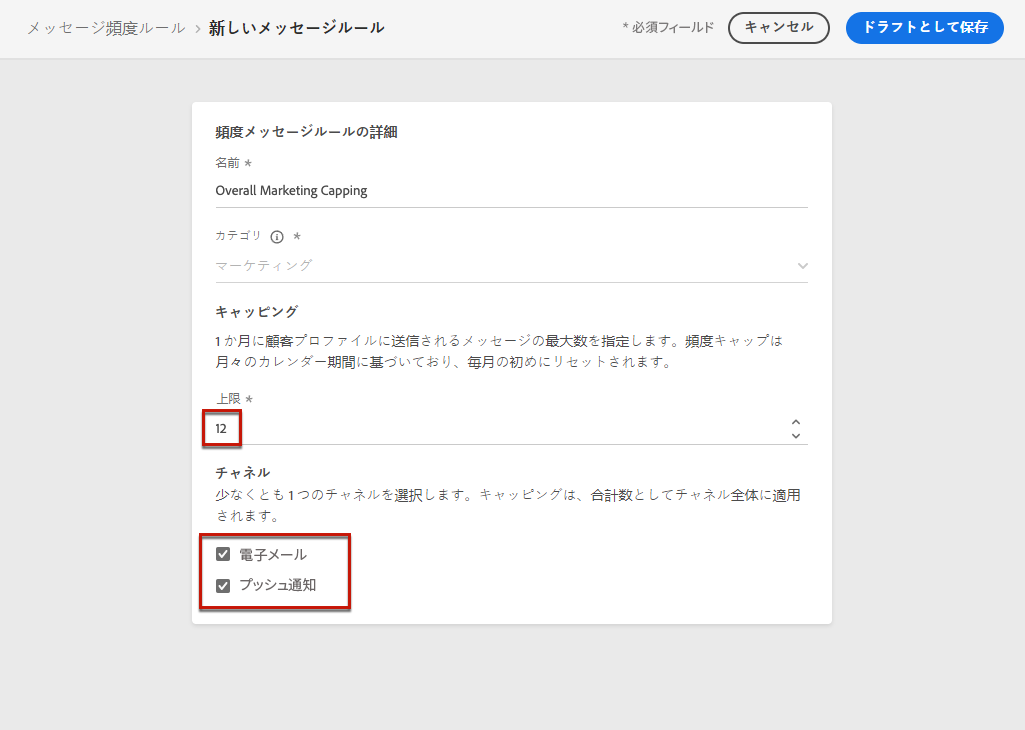 メッセージ頻度ルール › 新しいメッセージルール
* 必須フィールド
キャンセル
ドラフトとして保存
頻度メッセージルールの詳細
名前 *
Overall Marketing Capping
カテゴリ *
マーケティング
キャッピング
1 か月に顧客プロファイルに送信されるメッセージの最大数を指定します。頻度キャップは
月々のカレンダー期間に基づいており、毎月の初めにリセットされます。
上限 *
12
チャネル
少なくとも 1 つのチャネルを選択します。キャッピングは、合計数としてチャネル全体に適用
されます。
電子メール
プッシュ通知